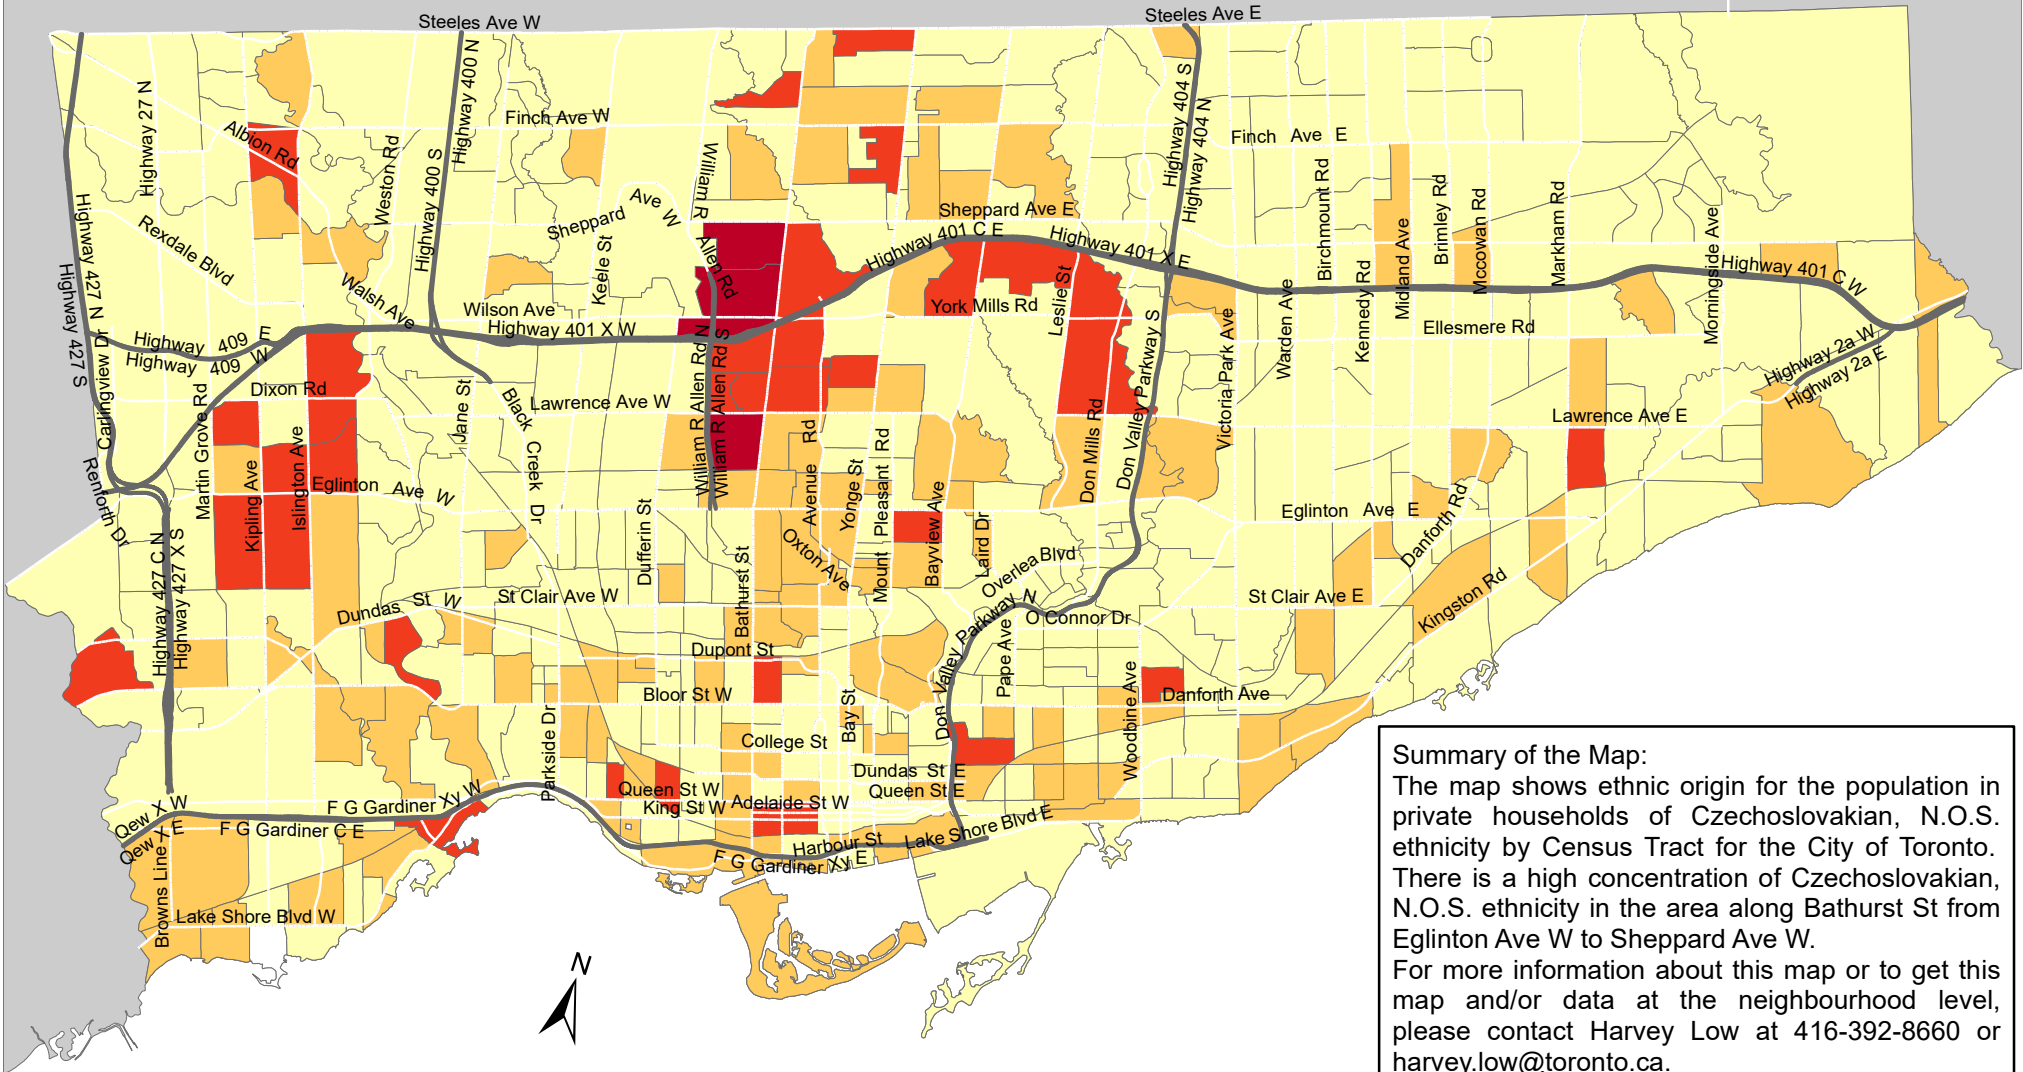 Steeles Ave W
Steeles Ave E
Highway 27 N
Highway 400 N
Highway 404 S
Highway 404 N
Finch Ave W
Finch Ave E
Albion Rd
Weston Rd
Highway 400 S
William R
Allen Rd
Sheppard Ave W
Sheppard Ave E
Keele St
Birchmount Rd
Midland Ave
Brimley Rd
Mccowan Rd
Markham Rd
Morningside Ave
Highway 427 N
Highway 427 S
Rexdale Blvd
Walsh Ave
Wilson Ave
Highway 401 X W
Highway 401 C E
Highway 401 X E
Highway 401 C W
York Mills Rd
Leslie St
Ellesmere Rd
Kennedy Rd
Warden Ave
Victoria Park Ave
Highway 409 E
Highway 409 W
Highway 2a W
Highway 2a E
Carlingview Dr
Dixon Rd
Martin Grove Rd
Jane St
Black Creek Dr
Lawrence Ave W
Lawrence Ave E
William R Allen Rd N
William R Allen Rd S
Don Mills Rd
Don Valley Parkway S
Renforth Dr
Kipling Ave
Islington Ave
Eglinton Ave W
Eglinton Ave E
Avenue Rd
Yonge St
Mount Pleasant Rd
Bayview Ave
Laird Dr
Danforth Rd
Highway 427 C N
Highway 427 X S
Dufferin St
Bathurst St
Oxton Ave
Overlea Blvd
Dundas St W
St Clair Ave W
St Clair Ave E
Kingston Rd
O Connor Dr
Don Valley Parkway N
Pape Ave
Dupont St
Bloor St W
Bay St
Danforth Ave
Woodbine Ave
Parkside Dr
College St
Dundas St E
Queen St E
Queen St W
King St W
Adelaide St W
Qew X W
Qew X E
F G Gardiner Xy W
F G Gardiner C E
Harbour St
Lake Shore Blvd E
F G Gardiner Xy E
Browns Line
Lake Shore Blvd W
N
Summary of the Map:
The map shows ethnic origin for the population in
private households of Czechoslovakian, N.O.S.
ethnicity by Census Tract for the City of Toronto.
There is a high concentration of Czechoslovakian,
N.O.S. ethnicity in the area along Bathurst St from
Eglinton Ave W to Sheppard Ave W.
For more information about this map or to get this
map and/or data at the neighbourhood level,
please contact Harvey Low at 416-392-8660 or
harvey.low@toronto.ca.